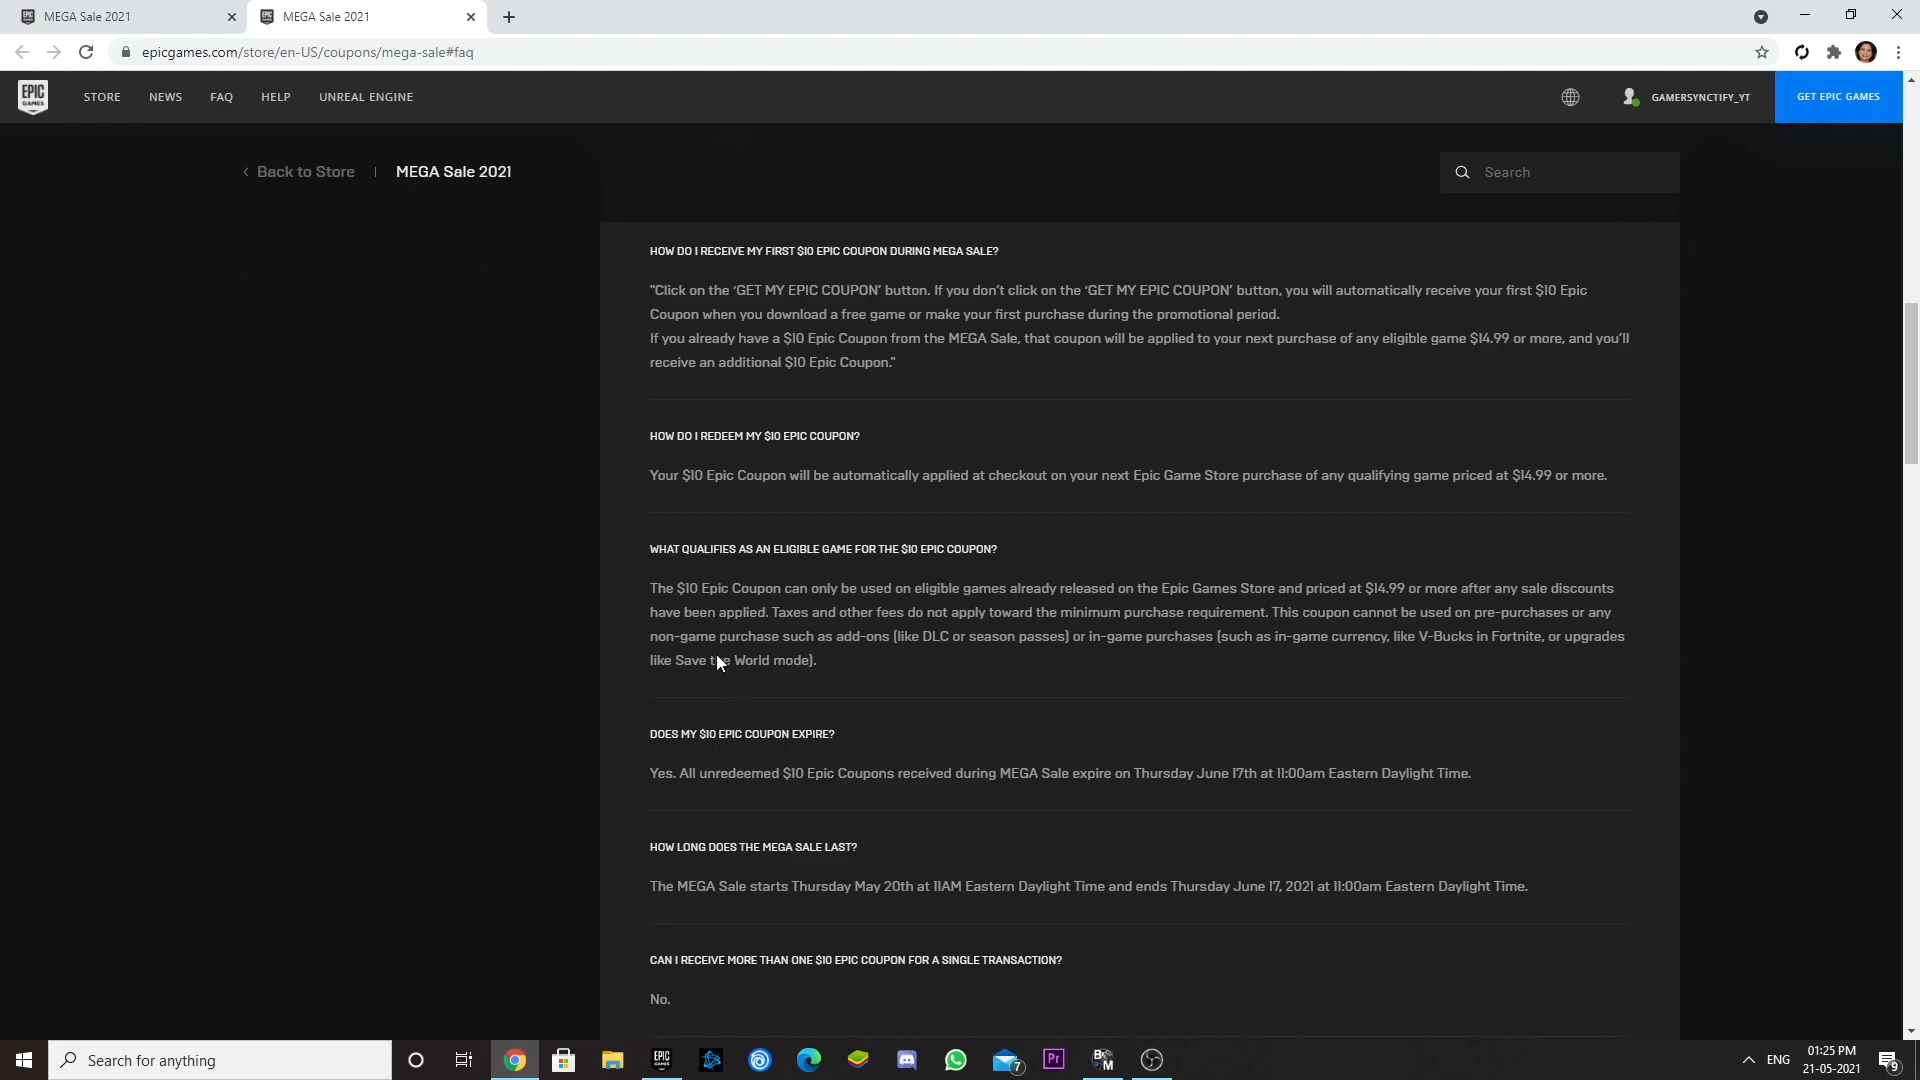 MEGA Sale 2021
MEGA Sale 2021
epicgames.com/store/en-US/coupons/mega-sale#faq
EPIC GAMES
STORE
NEWS
FAQ
HELP
UNREAL ENGINE
GAMERSYNCTIFY_YT
GET EPIC GAMES
Back to Store
MEGA Sale 2021
Search
HOW DO I RECEIVE MY FIRST $10 EPIC COUPON DURING MEGA SALE?
"Click on the ‘GET MY EPIC COUPON’ button. If you don’t click on the ‘GET MY EPIC COUPON’ button, you will automatically receive your first $10 Epic
Coupon when you download a free game or make your first purchase during the promotional period.
If you already have a $10 Epic Coupon from the MEGA Sale, that coupon will be applied to your next purchase of any eligible game $14.99 or more, and you’ll
receive an additional $10 Epic Coupon."
HOW DO I REDEEM MY $10 EPIC COUPON?
Your $10 Epic Coupon will be automatically applied at checkout on your next Epic Game Store purchase of any qualifying game priced at $14.99 or more.
WHAT QUALIFIES AS AN ELIGIBLE GAME FOR THE $10 EPIC COUPON?
The $10 Epic Coupon can only be used on eligible games already released on the Epic Games Store and priced at $14.99 or more after any sale discounts
have been applied. Taxes and other fees do not apply toward the minimum purchase requirement. This coupon cannot be used on pre-purchases or any
non-game purchase such as add-ons (like DLC or season passes) or in-game purchases (such as in-game currency, like V-Bucks in Fortnite, or upgrades
like Save the World mode).
DOES MY $10 EPIC COUPON EXPIRE?
Yes. All unredeemed $10 Epic Coupons received during MEGA Sale expire on Thursday June 17th at 11:00am Eastern Daylight Time.
HOW LONG DOES THE MEGA SALE LAST?
The MEGA Sale starts Thursday May 20th at 11AM Eastern Daylight Time and ends Thursday June 17, 2021 at 11:00am Eastern Daylight Time.
CAN I RECEIVE MORE THAN ONE $10 EPIC COUPON FOR A SINGLE TRANSACTION?
No.
Search for anything
EPIC GAMES
7
Pr
ENG
01:25 PM
21-05-2021
9